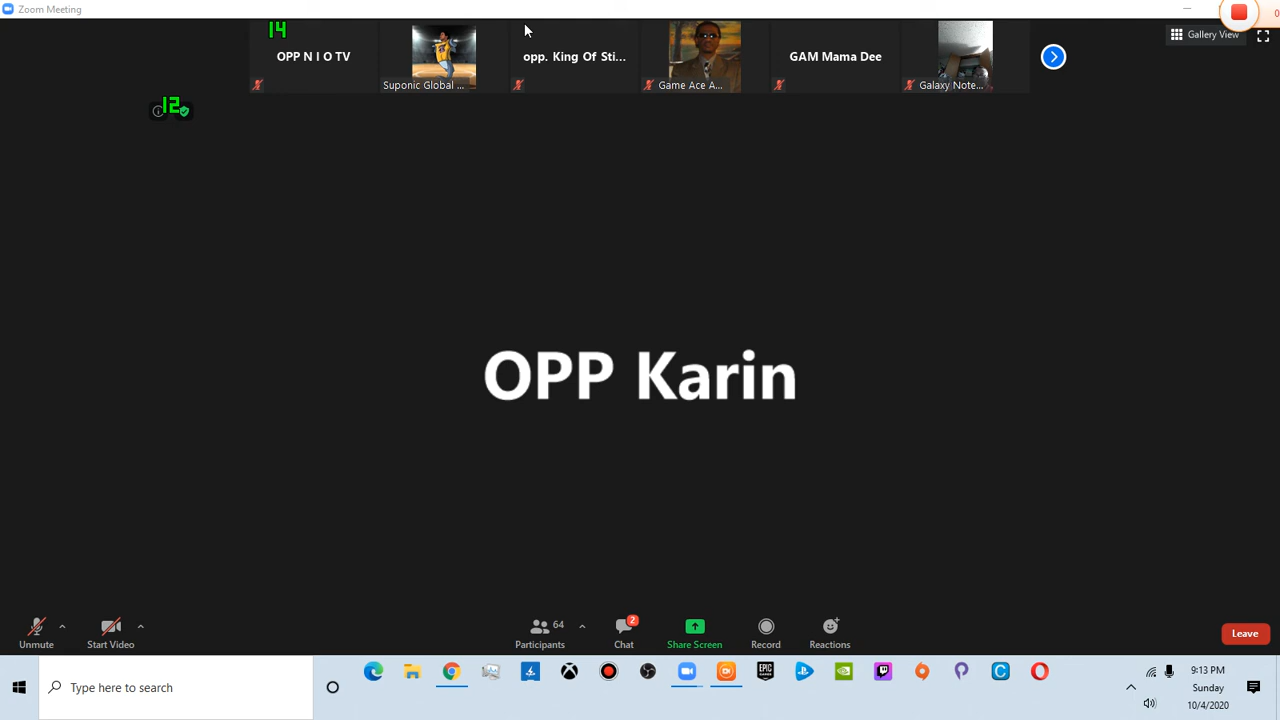 Zoom Meeting
14
OPP N I O TV
Suponic Global ...
opp. King Of Sti...
Game Ace A...
GAM Mama Dee
Galaxy Note...
Gallery View
12
OPP Karin
Unmute
Start Video
Participants
64
Chat
2
Share Screen
Record
Reactions
Leave
Type here to search
EPIC
GAMES
9:13 PM
Sunday
10/4/2020